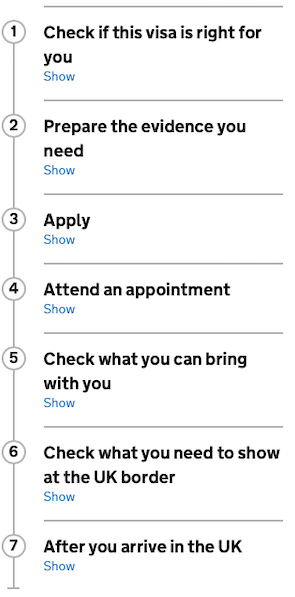 1
Check if this visa is right for
you
Show
2
Prepare the evidence you
need
Show
3
Apply
Show
4
Attend an appointment
Show
5
Check what you can bring
with you
Show
6
Check what you need to show
at the UK border
Show
7
After you arrive in the UK
Show